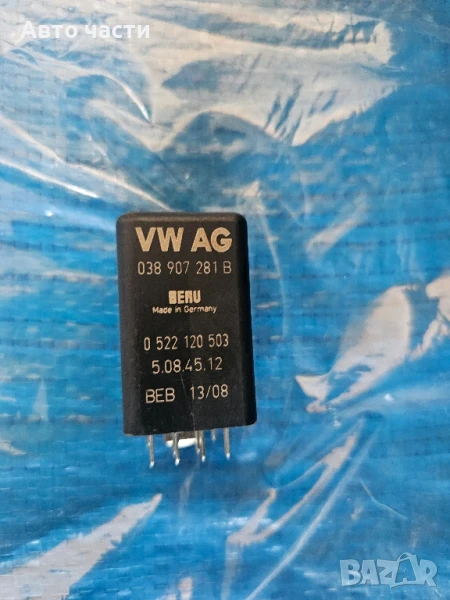 Авто части
VW AG
038 907 281 B
BERU
Made in Germany
0 522 120 503
5.08.45.12
BEB 13/08
BAZAR